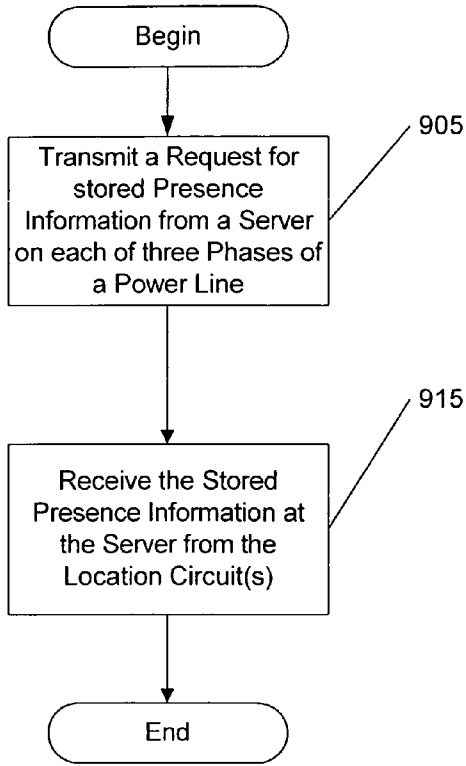 Begin
905
Transmit a Request for
stored Presence
Information from a Server
on each of three Phases of
a Power Line
915
Receive the Stored
Presence Information at
the Server from the
Location Circuit(s)
End